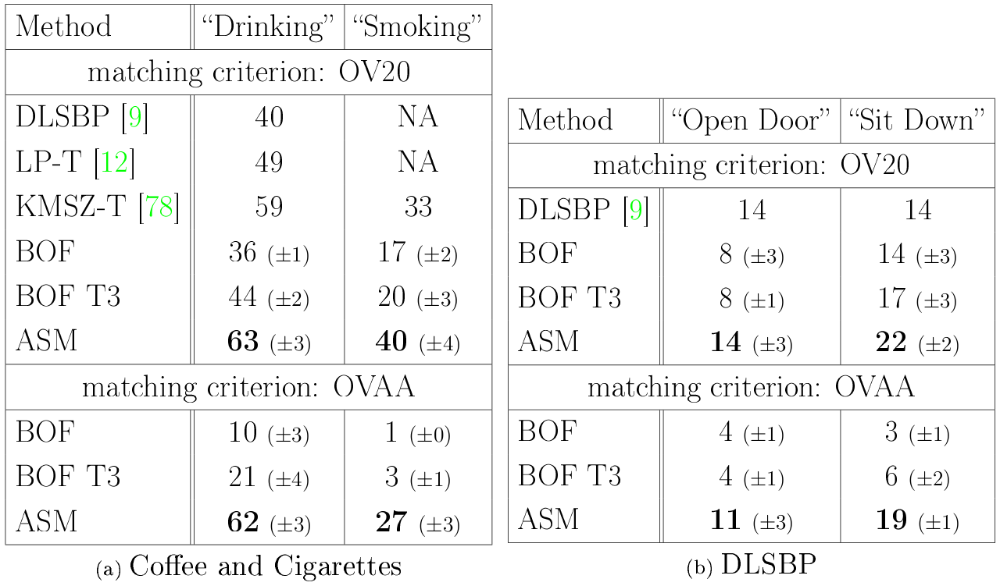 Method “Drinking” “Smoking”
matching criterion: OV20
DLSBP [9] 40 NA
LP-T [12] 49 NA
KMSZ-T [78] 59 33
BOF 36 (±1) 17 (±2)
BOF T3 44 (±2) 20 (±3)
ASM 63 (±3) 40 (±4)
matching criterion: OVAA
BOF 10 (±3) 1 (±0)
BOF T3 21 (±4) 3 (±1)
ASM 62 (±3) 27 (±3)
(a) Coffee and Cigarettes
Method “Open Door” “Sit Down”
matching criterion: OV20
DLSBP [9] 14 14
BOF 8 (±3) 14 (±3)
BOF T3 8 (±1) 17 (±3)
ASM 14 (±3) 22 (±2)
matching criterion: OVAA
BOF 4 (±1) 3 (±1)
BOF T3 4 (±1) 6 (±2)
ASM 11 (±3) 19 (±1)
(b) DLSBP